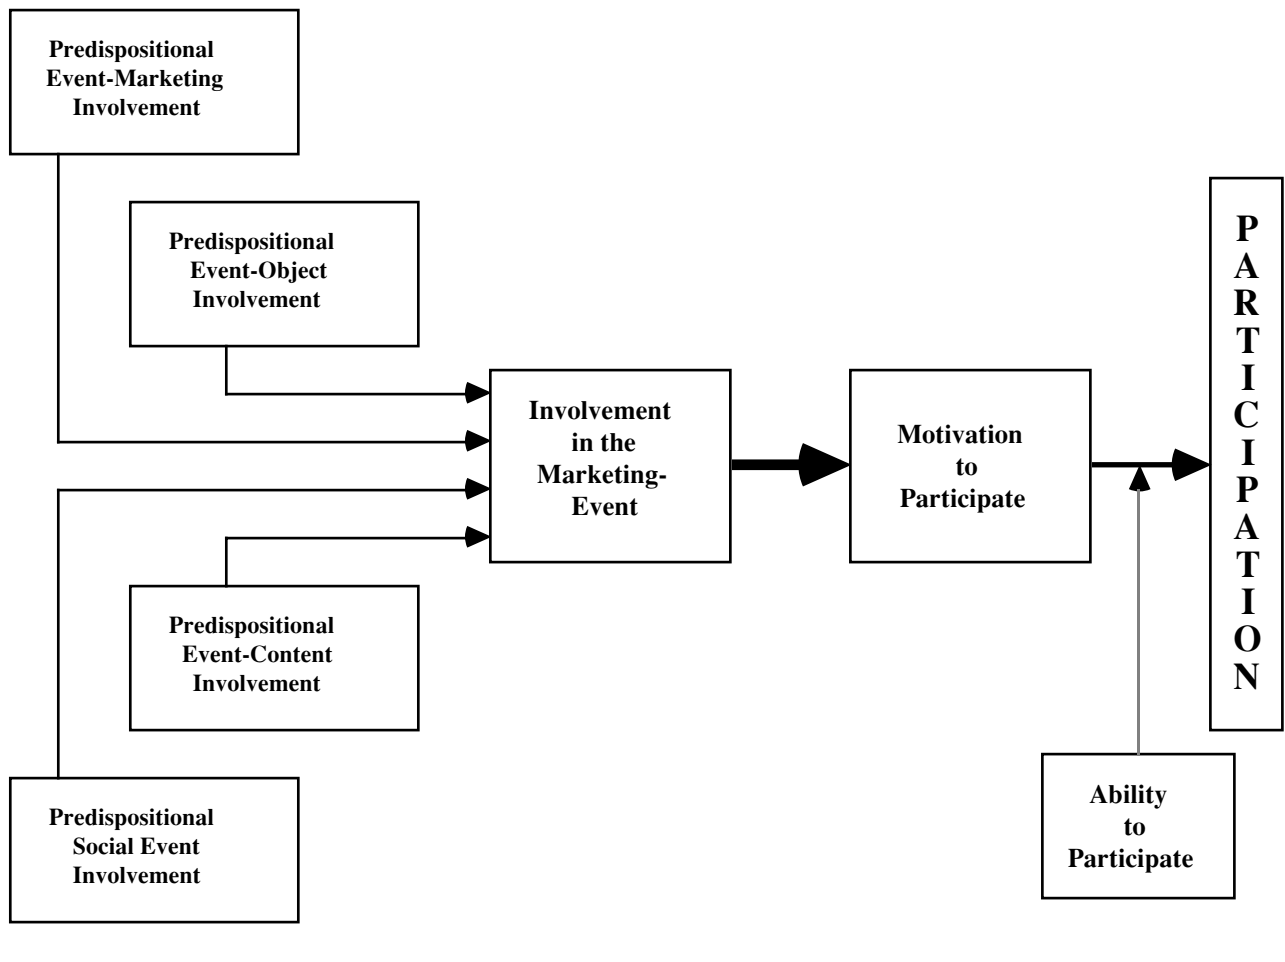 Predispositional
Event-Marketing
Involvement
Predispositional
Event-Object
Involvement
Involvement
in the
Marketing-
Event
Motivation
to
Participate
P
A
R
T
I
C
I
P
A
T
I
O
N
Predispositional
Event-Content
Involvement
Predispositional
Social Event
Involvement
Ability
to
Participate